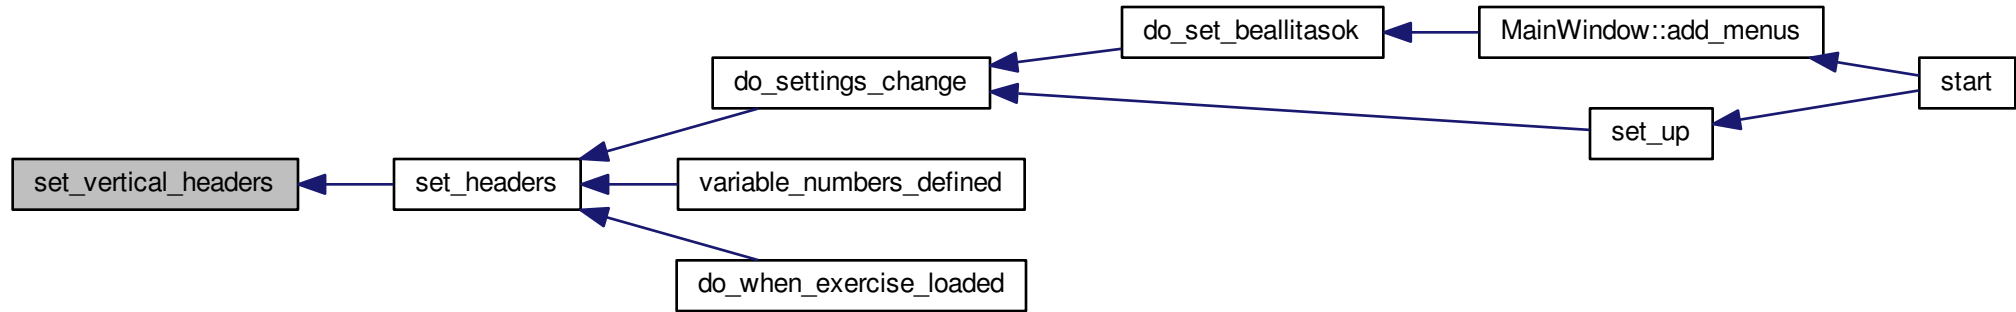 do_set_beallitasok
MainWindow::add_menus
do_settings_change
start
set_up
set_vertical_headers
set_headers
variable_numbers_defined
do_when_exercise_loaded